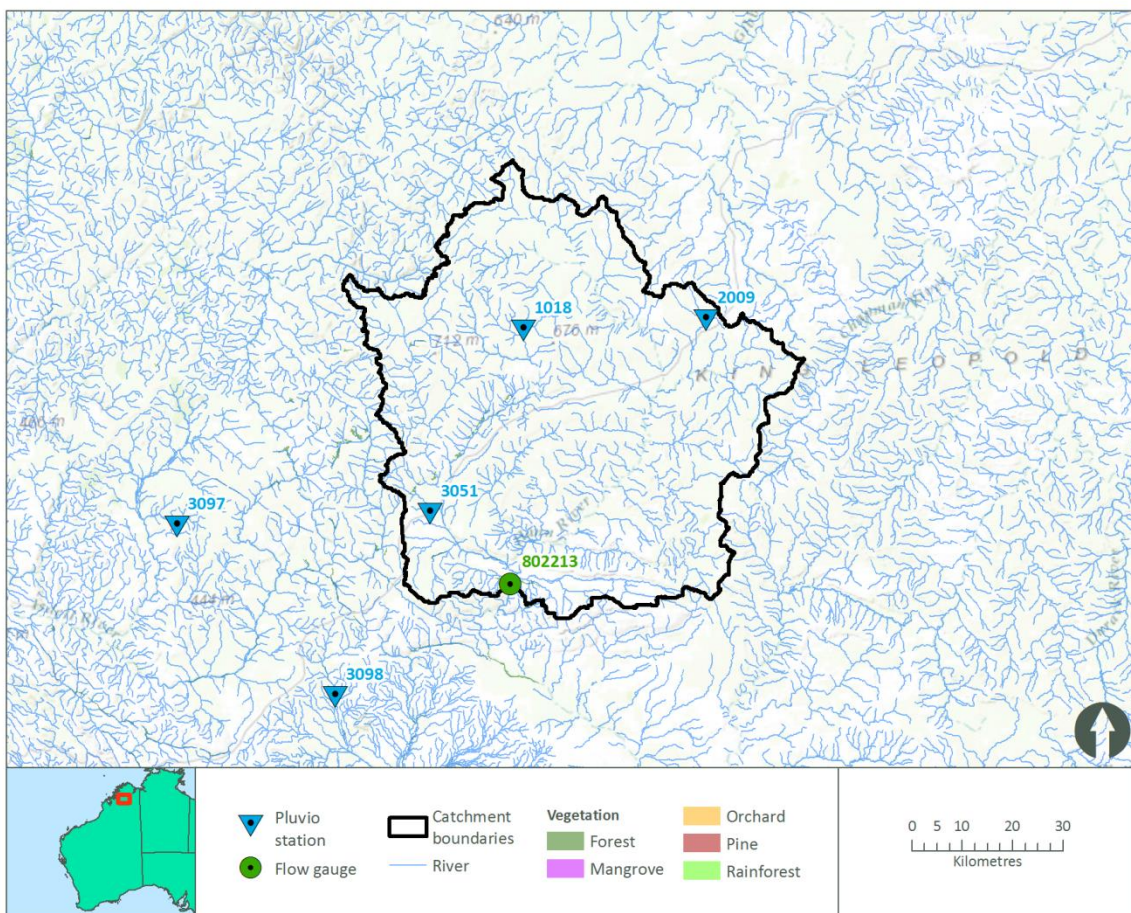 640 m
1018
2009
712 m
676 m
KING LEOPOLD
3097
3051
802213
444 m
3098
Pluvio
station
Flow gauge
Catchment
boundaries
River
Vegetation
Forest
Mangrove
Orchard
Pine
Rainforest
0 5 10 20 30
Kilometres